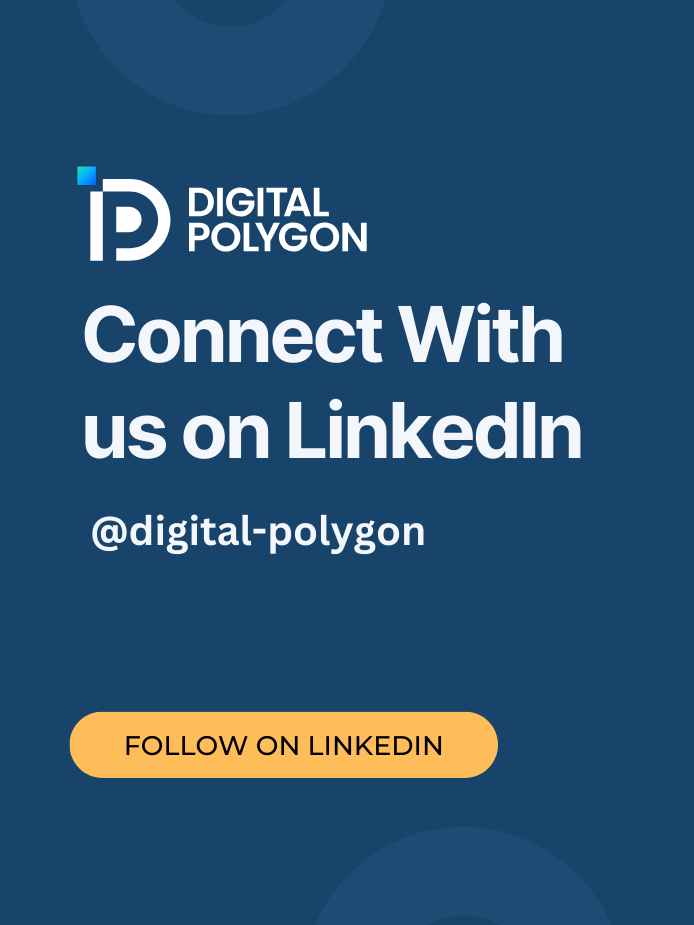 DIGITAL
POLYGON
Connect With
us on LinkedIn
@digital-polygon
FOLLOW ON LINKEDIN